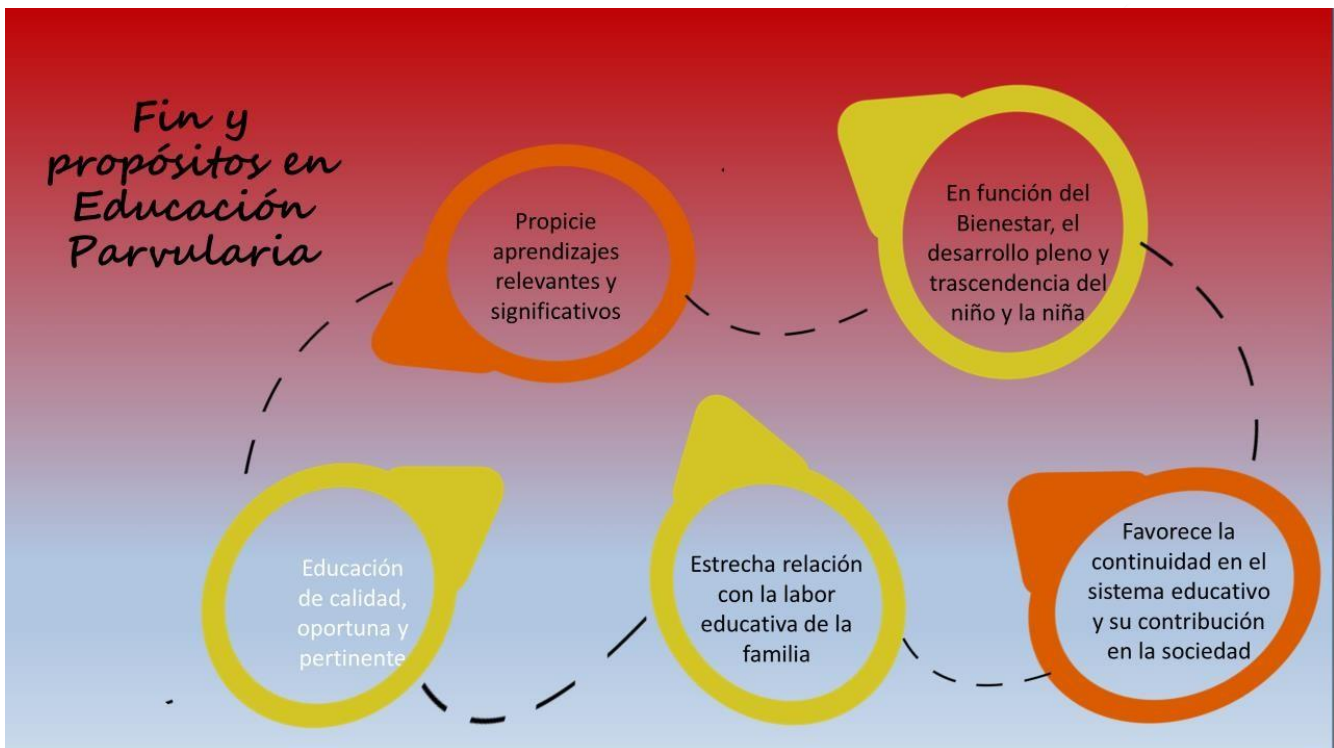 Fin y
propósitos en
Educación
Parvularia
Propicie
aprendizajes
relevantes y
significativos
En función del
Bienestar, el
desarrollo pleno y
trascendencia del
niño y la niña
Educación
de calidad,
oportuna y
pertinente
Estrecha relación
con la labor
educativa de la
familia
Favorece la
continuidad en el
sistema educativo
y su contribución
en la sociedad